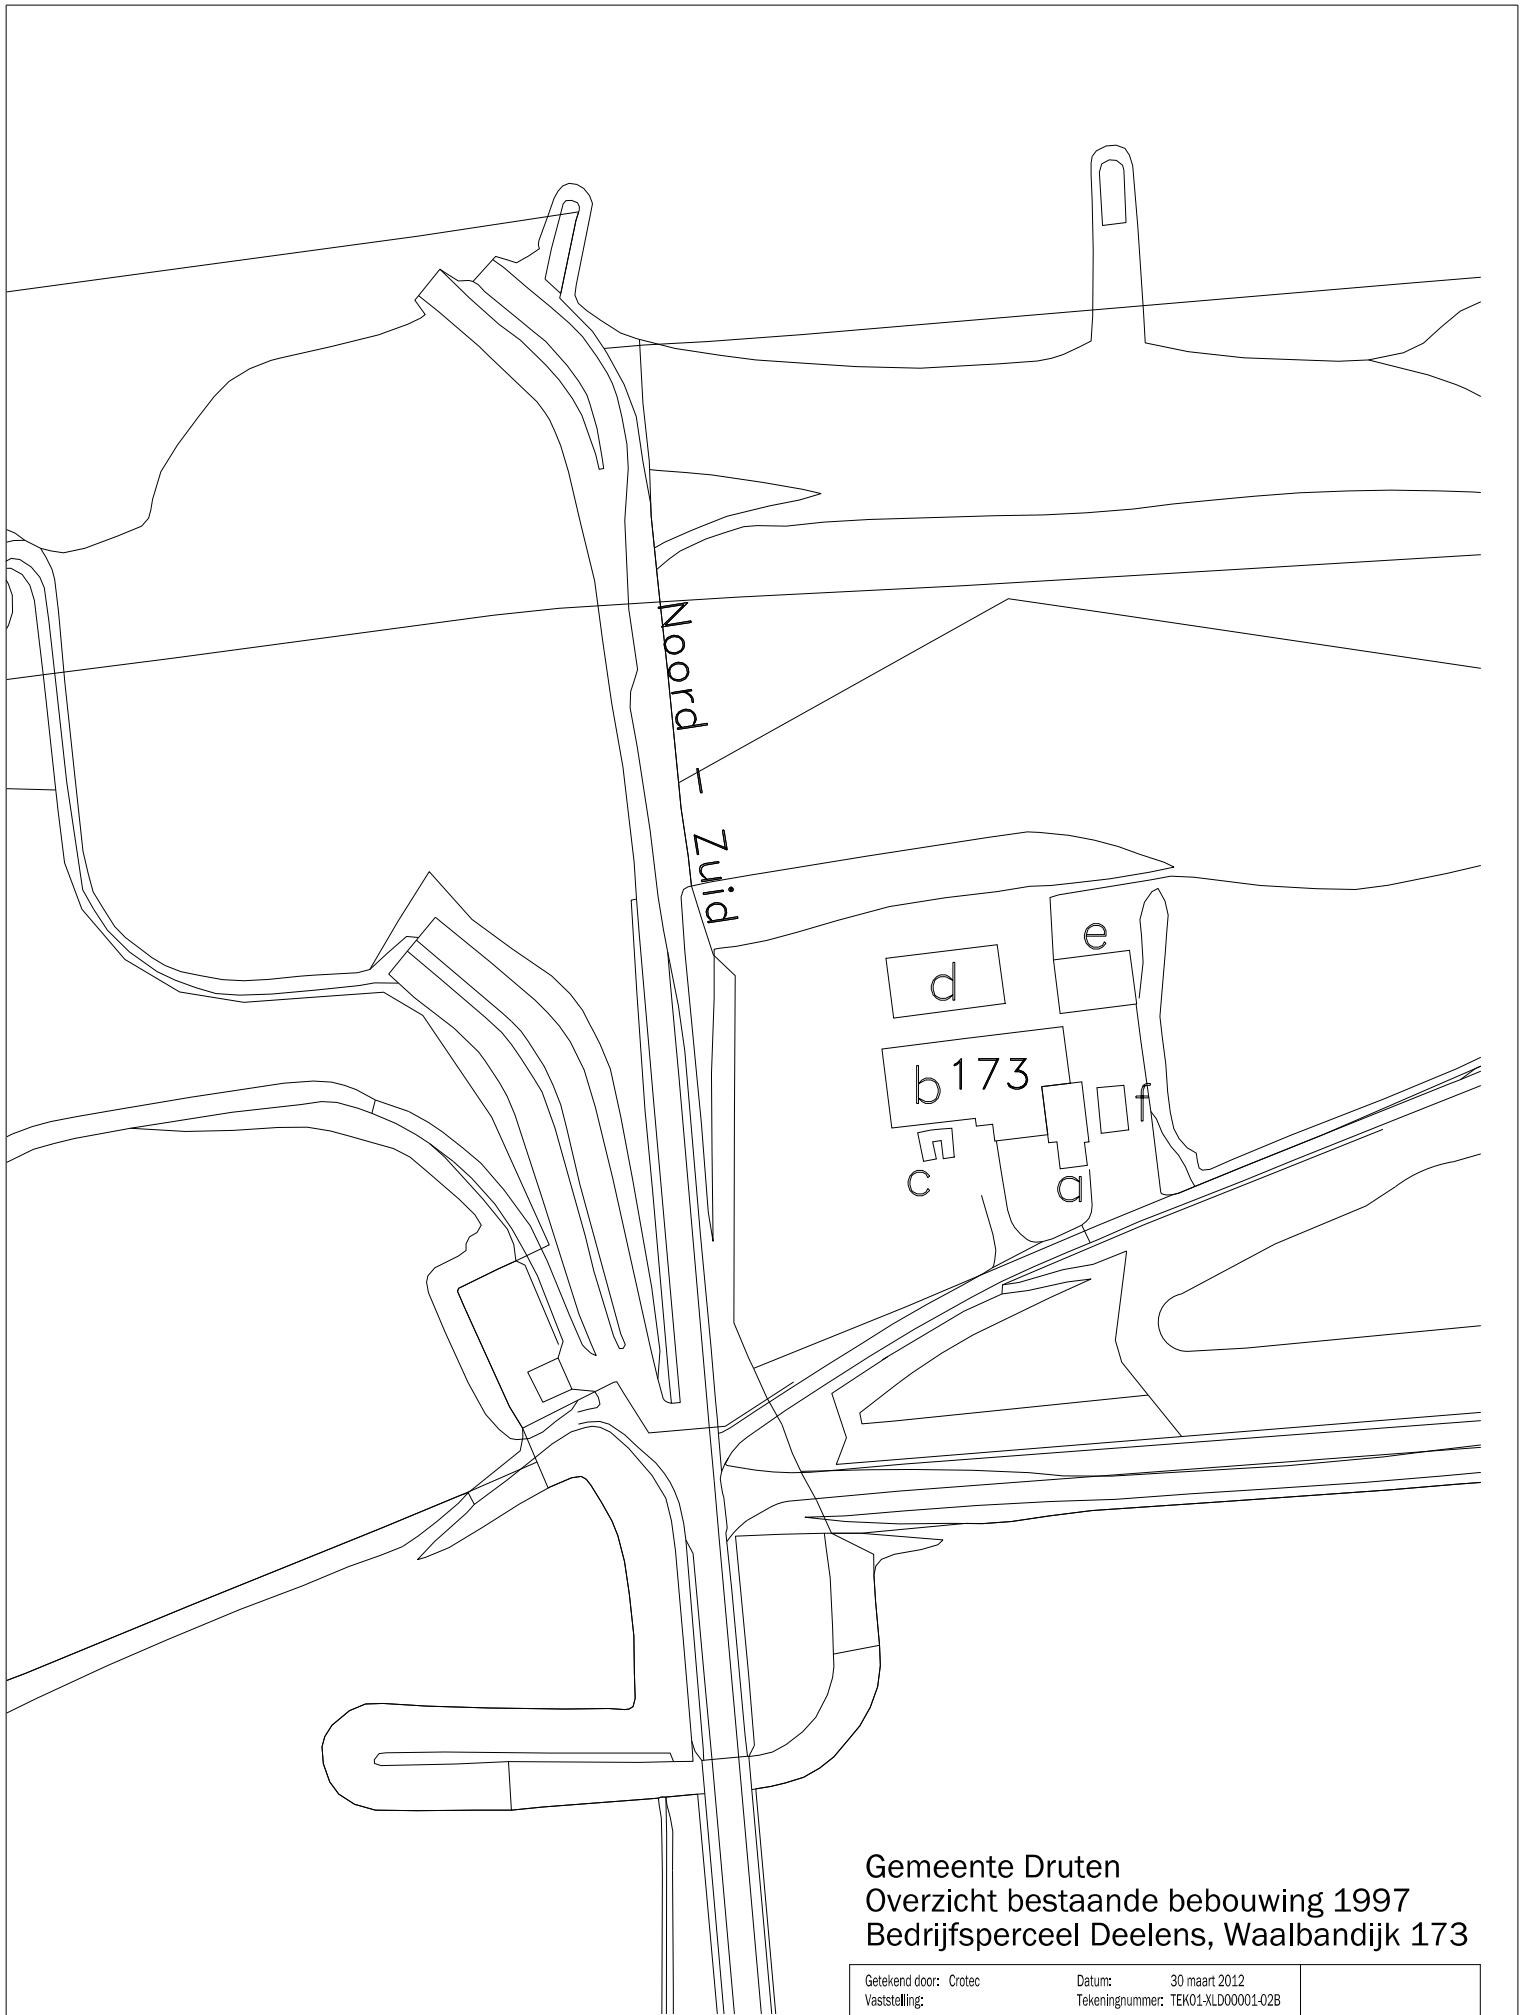 Noord - Zuid
e
d
173
b
f
c
a
Gemeente Druten
Overzicht bestaande bebouwing 1997
Bedrijfsperceel Deelens, Waalbandijk 173
Getekend door: Crotec Datum: 30 maart 2012
Vaststelling: Tekeningnummer: TEK01-XLD00001-02B